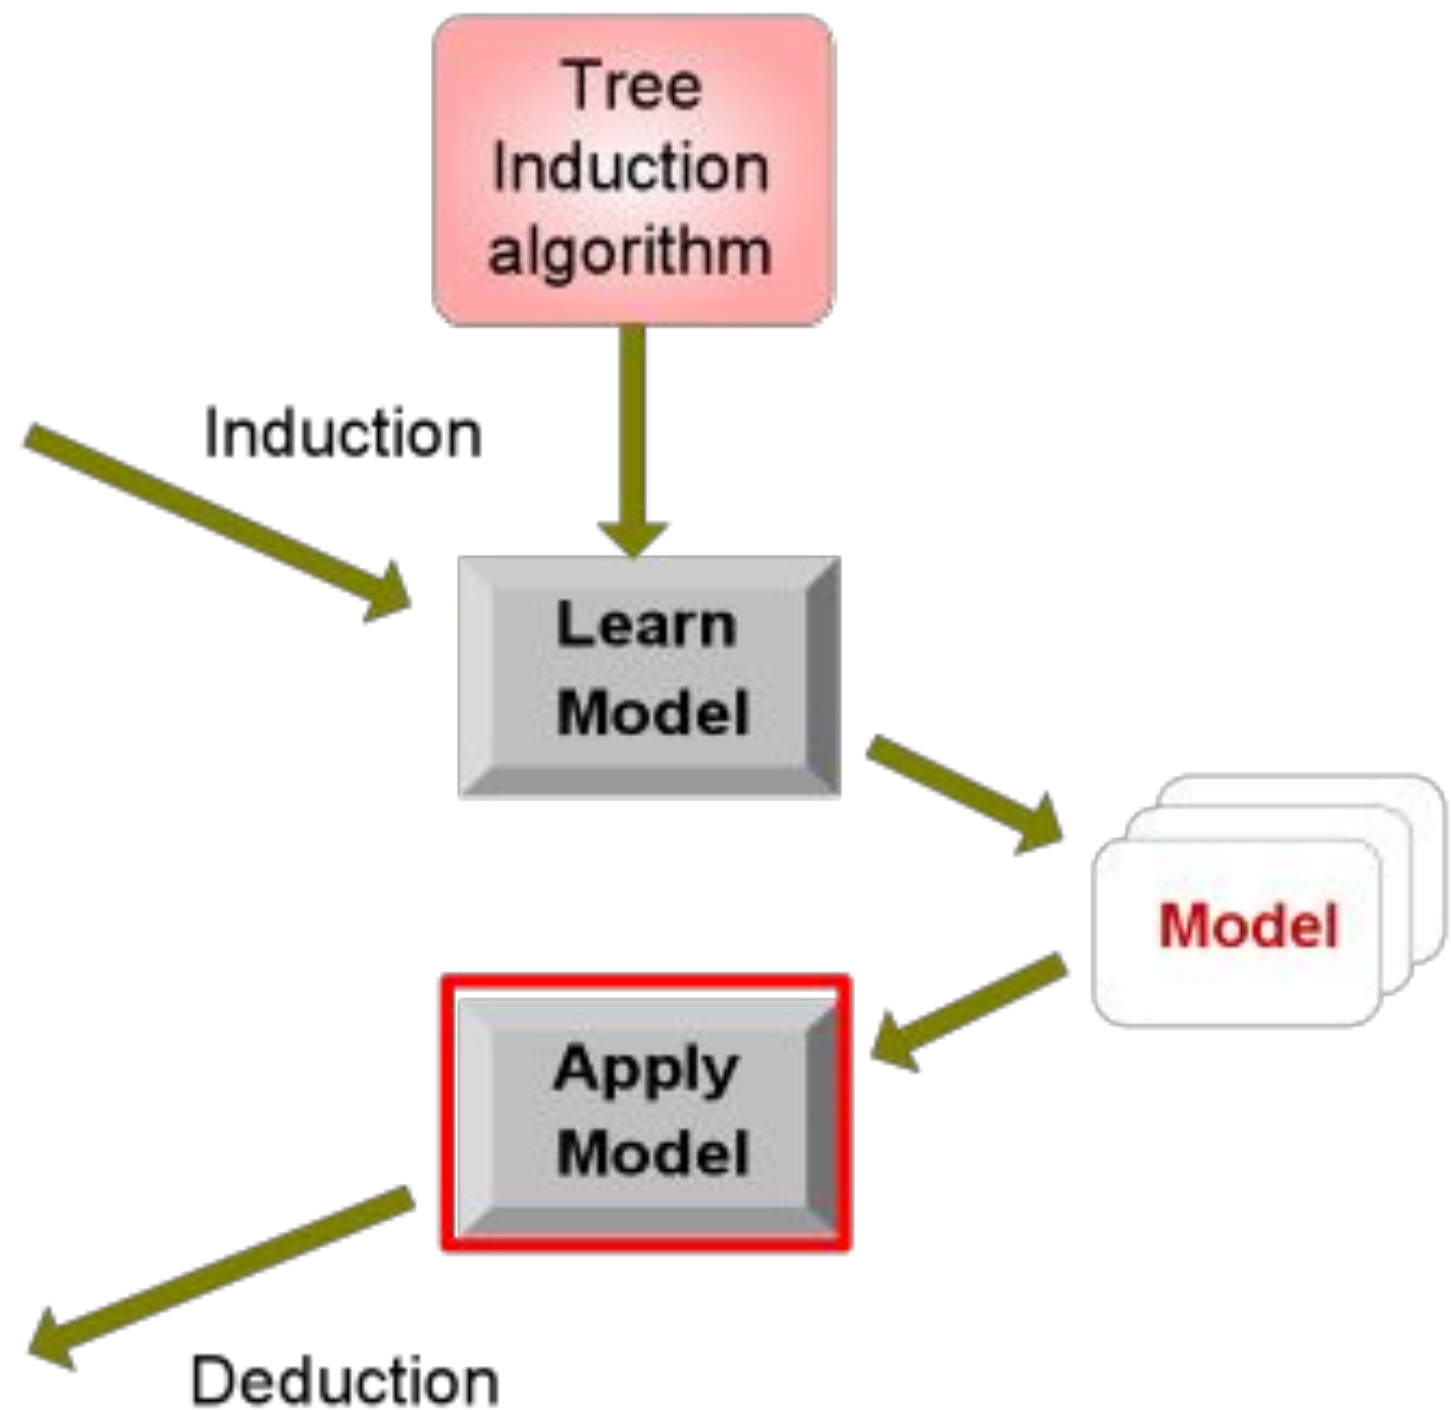 Tree
Induction
algorithm
Induction
Learn
Model
Model
Apply
Model
Deduction